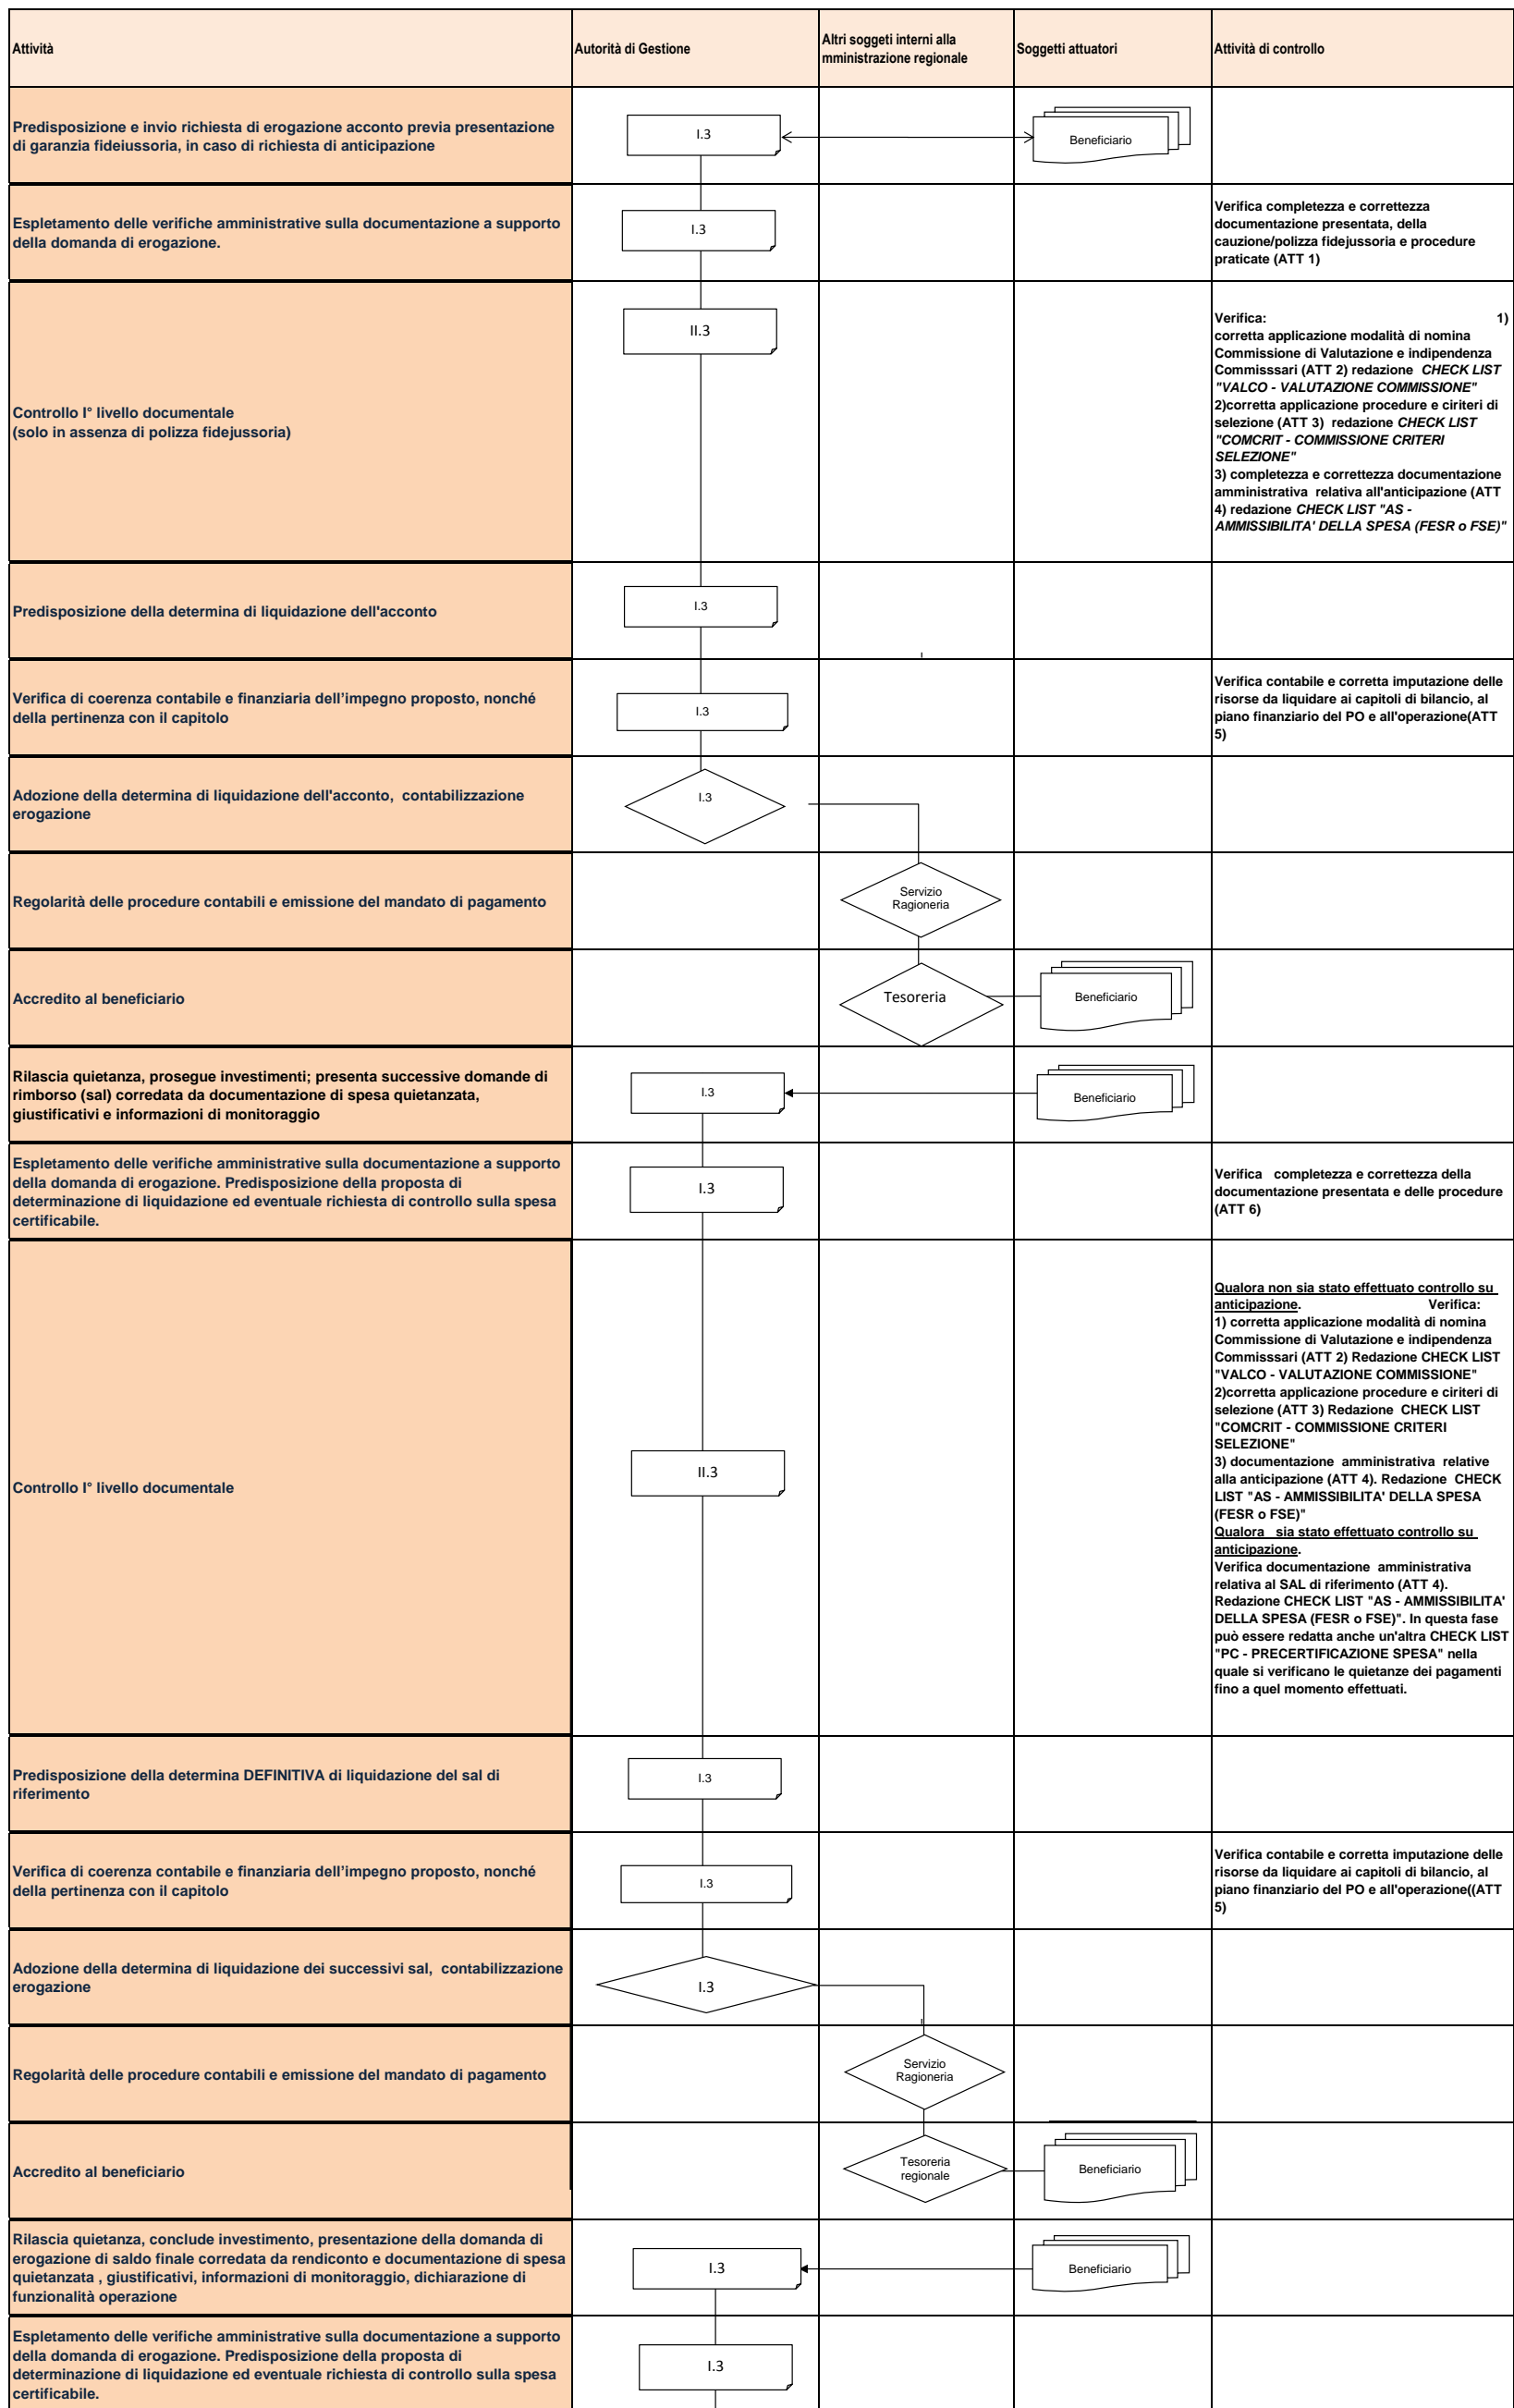 Attività
Autorità di Gestione
Altri soggeti interni alla
mministrazione regionale
Soggetti attuatori
Attività di controllo
Predisposizione e invio richiesta di erogazione acconto previa presentazione
di garanzia fideiussoria, in caso di richiesta di anticipazione
I.3
Beneficiario
Espletamento delle verifiche amministrative sulla documentazione a supporto
della domanda di erogazione.
I.3
Verifica completezza e correttezza
documentazione presentata, della
cauzione/polizza fidejussoria e procedure
praticate (ATT 1)
Controllo I° livello documentale
(solo in assenza di polizza fidejussoria)
II.3
Verifica: 1)
corretta applicazione modalità di nomina
Commissione di Valutazione e indipendenza
Commisssari (ATT 2) redazione CHECK LIST
"VALCO - VALUTAZIONE COMMISSIONE"
2)corretta applicazione procedure e ciriteri di
selezione (ATT 3) redazione CHECK LIST
"COMCRIT - COMMISSIONE CRITERI
SELEZIONE"
3) completezza e correttezza documentazione
amministrativa relativa all'anticipazione (ATT
4) redazione CHECK LIST "AS -
AMMISSIBILITA' DELLA SPESA (FESR o FSE)"
Predisposizione della determina di liquidazione dell'acconto
I.3
Verifica di coerenza contabile e finanziaria dell’impegno proposto, nonché
della pertinenza con il capitolo
I.3
Verifica contabile e corretta imputazione delle
risorse da liquidare ai capitoli di bilancio, al
piano finanziario del PO e all'operazione(ATT
5)
Adozione della determina di liquidazione dell'acconto, contabilizzazione
erogazione
I.3
Regolarità delle procedure contabili e emissione del mandato di pagamento
Servizio
Ragioneria
Accredito al beneficiario
Tesoreria
Beneficiario
Rilascia quietanza, prosegue investimenti; presenta successive domande di
rimborso (sal) corredata da documentazione di spesa quietanzata,
giustificativi e informazioni di monitoraggio
I.3
Beneficiario
Espletamento delle verifiche amministrative sulla documentazione a supporto
della domanda di erogazione. Predisposizione della proposta di
determinazione di liquidazione ed eventuale richiesta di controllo sulla spesa
certificabile.
I.3
Verifica completezza e correttezza della
documentazione presentata e delle procedure
(ATT 6)
Controllo I° livello documentale
II.3
Qualora non sia stato effettuato controllo su
anticipazione. Verifica:
1) corretta applicazione modalità di nomina
Commissione di Valutazione e indipendenza
Commisssari (ATT 2) Redazione CHECK LIST
"VALCO - VALUTAZIONE COMMISSIONE"
2)corretta applicazione procedure e ciriteri di
selezione (ATT 3) Redazione CHECK LIST
"COMCRIT - COMMISSIONE CRITERI
SELEZIONE"
3) documentazione amministrativa relative
alla anticipazione (ATT 4). Redazione CHECK
LIST "AS - AMMISSIBILITA' DELLA SPESA
(FESR o FSE)"
Qualora sia stato effettuato controllo su
anticipazione.
Verifica documentazione amministrativa
relativa al SAL di riferimento (ATT 4).
Redazione CHECK LIST "AS - AMMISSIBILITA'
DELLA SPESA (FESR o FSE)". In questa fase
può essere redatta anche un'altra CHECK LIST
"PC - PRECERTIFICAZIONE SPESA" nella
quale si verificano le quietanze dei pagamenti
fino a quel momento effettuati.
Predisposizione della determina DEFINITIVA di liquidazione del sal di
riferimento
I.3
Verifica di coerenza contabile e finanziaria dell’impegno proposto, nonché
della pertinenza con il capitolo
I.3
Verifica contabile e corretta imputazione delle
risorse da liquidare ai capitoli di bilancio, al
piano finanziario del PO e all'operazione((ATT
5)
Adozione della determina di liquidazione dei successivi sal, contabilizzazione
erogazione
I.3
Regolarità delle procedure contabili e emissione del mandato di pagamento
Servizio
Ragioneria
Accredito al beneficiario
Tesoreria
regionale
Beneficiario
Rilascia quietanza, conclude investimento, presentazione della domanda di
erogazione di saldo finale corredata da rendiconto e documentazione di spesa
quietanzata , giustificativi, informazioni di monitoraggio, dichiarazione di
funzionalità operazione
I.3
Beneficiario
Espletamento delle verifiche amministrative sulla documentazione a supporto
della domanda di erogazione. Predisposizione della proposta di
determinazione di liquidazione ed eventuale richiesta di controllo sulla spesa
certificabile.
I.3